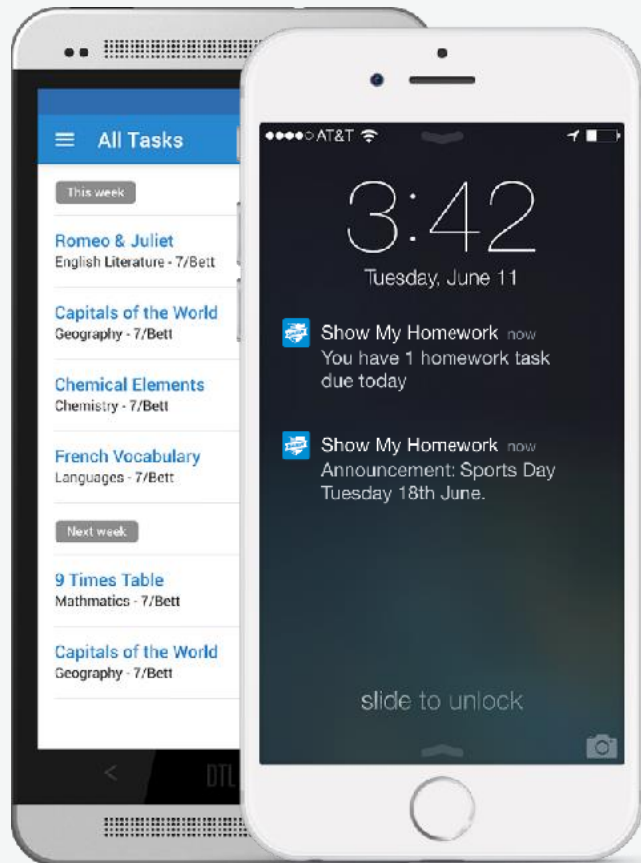 All Tasks
This week
Romeo & Juliet
English Literature - 7/Bett
Capitals of the World
Geography - 7/Bett
Chemical Elements
Chemistry - 7/Bett
French Vocabulary
Languages - 7/Bett
Next week
9 Times Table
Mathmatics - 7/Bett
Capitals of the World
Geography - 7/Bett
DTL
AT&T
3:42
Tuesday, June 11
Show My Homework now
You have 1 homework task
due today
Show My Homework now
Announcement: Sports Day
Tuesday 18th June.
slide to unlock